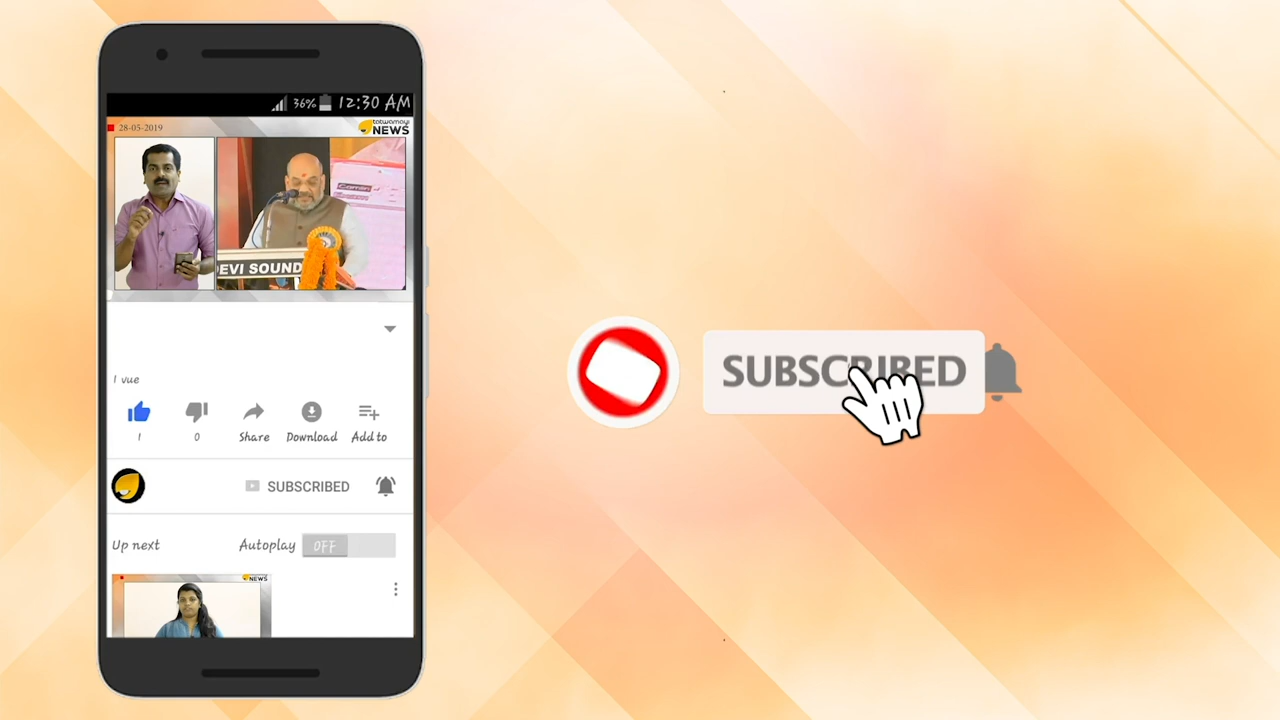 36% 12:30 AM
28-05-2019
tatwamayi
NEWS
DEVI SOUND
1 vue
1
0
Share
Download
Add to
SUBSCRIBED
Up next
Autoplay
OFF
NEWS
SUBSCRIBED